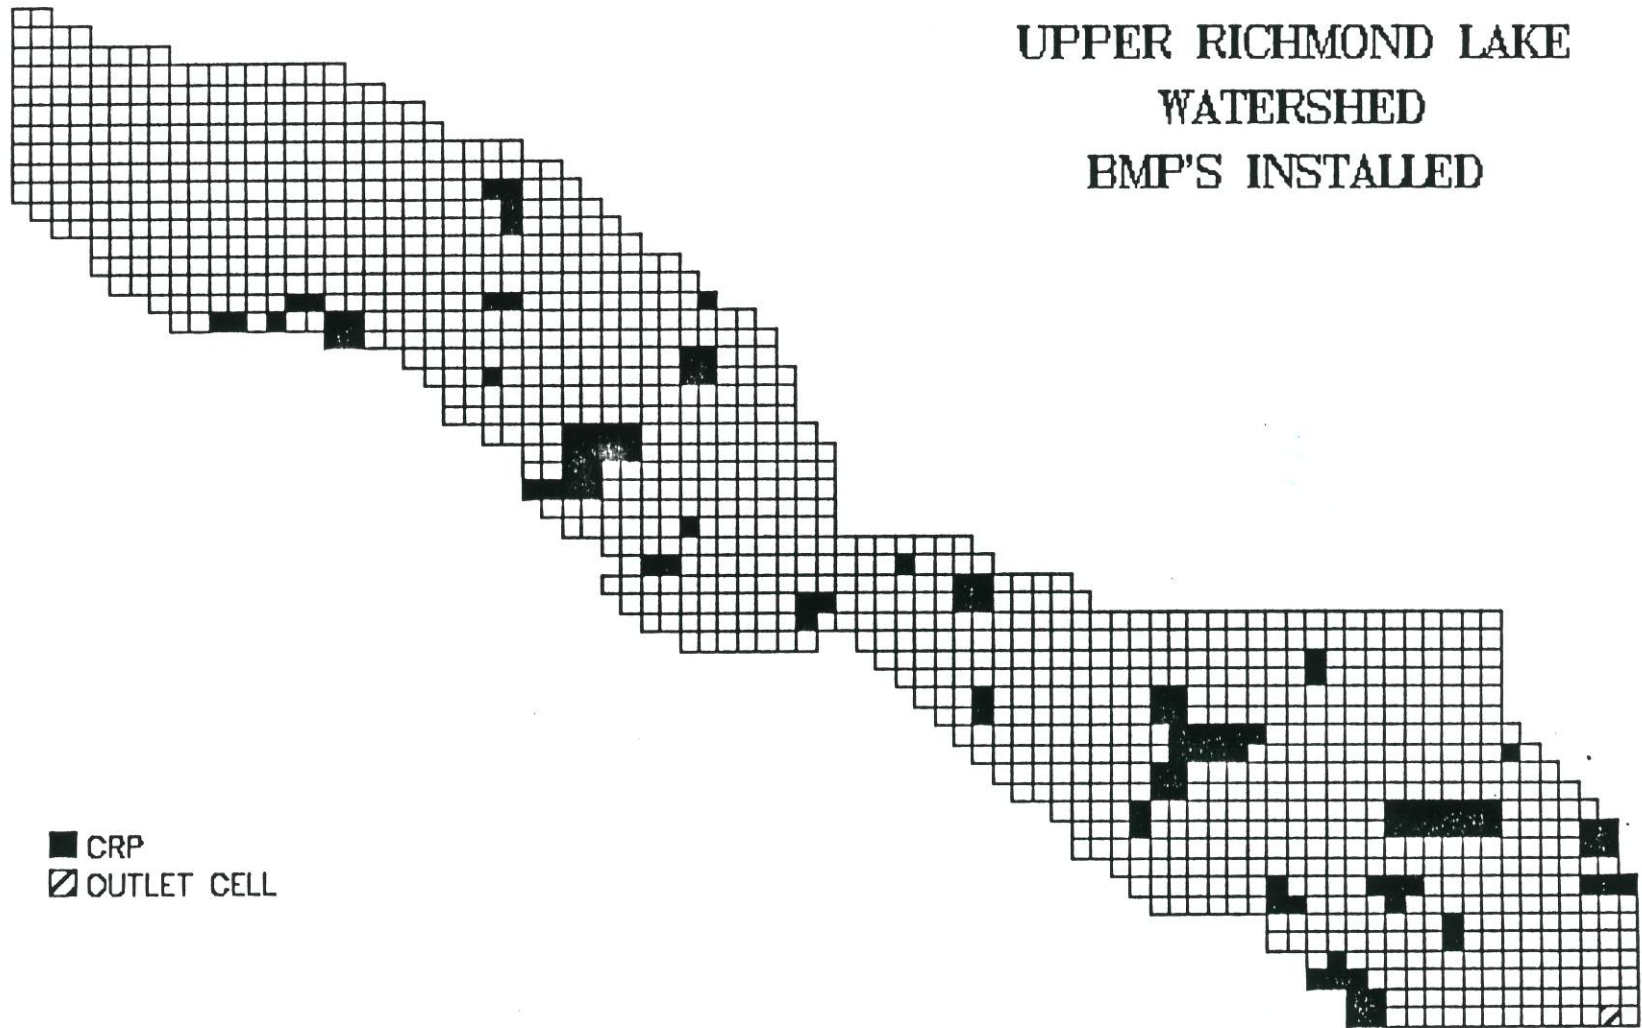 UPPER RICHMOND LAKE
WATERSHED
BMP'S INSTALLED
CRP
OUTLET CELL